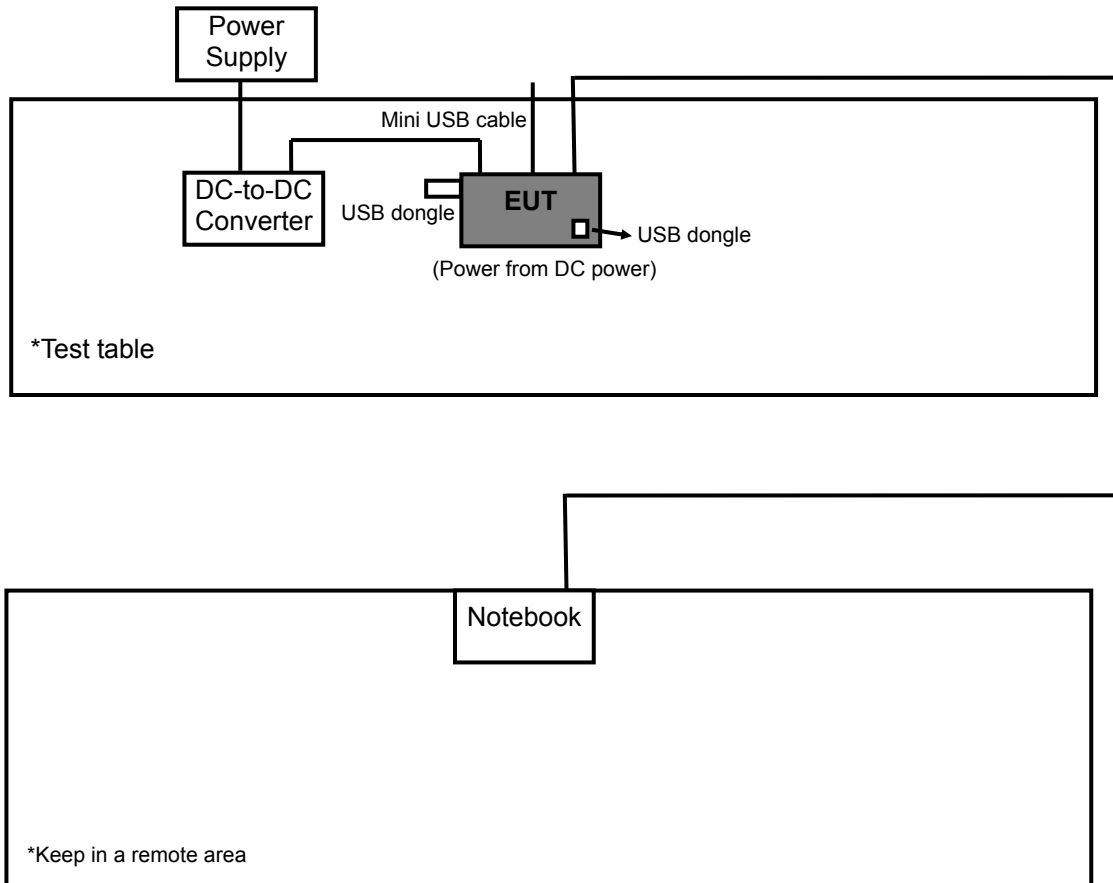 Power
Supply
Mini USB cable
DC-to-DC
Converter
USB dongle
EUT
USB dongle
(Power from DC power)
*Test table
Notebook
*Keep in a remote area